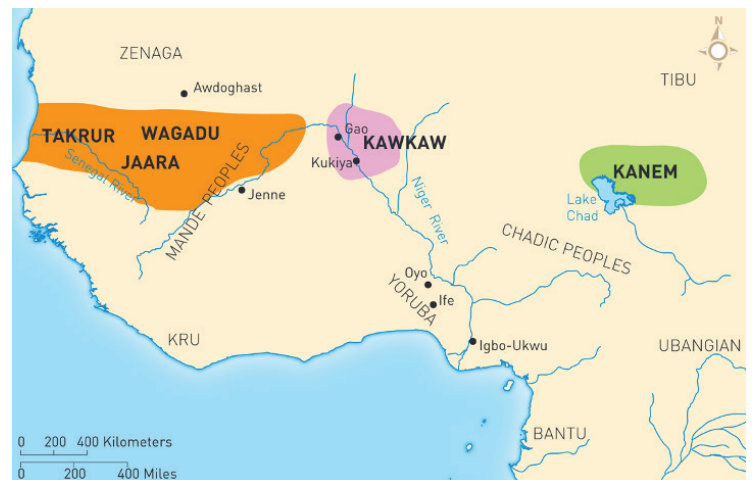 N
ZENAGA
TIBU
Awdoghast
TAKRUR
WAGADU
JAARA
Gao
KAWKAW
Kukiya
KANEM
Senegal River
MANDE PEOPLES
Jenne
Niger River
Lake
Chad
CHADIC PEOPLES
Oyo
YORUBA
Ife
KRU
Igbo-Ukwu
UBANGIAN
BANTU
0 200 400 Kilometers
0 200 400 Miles